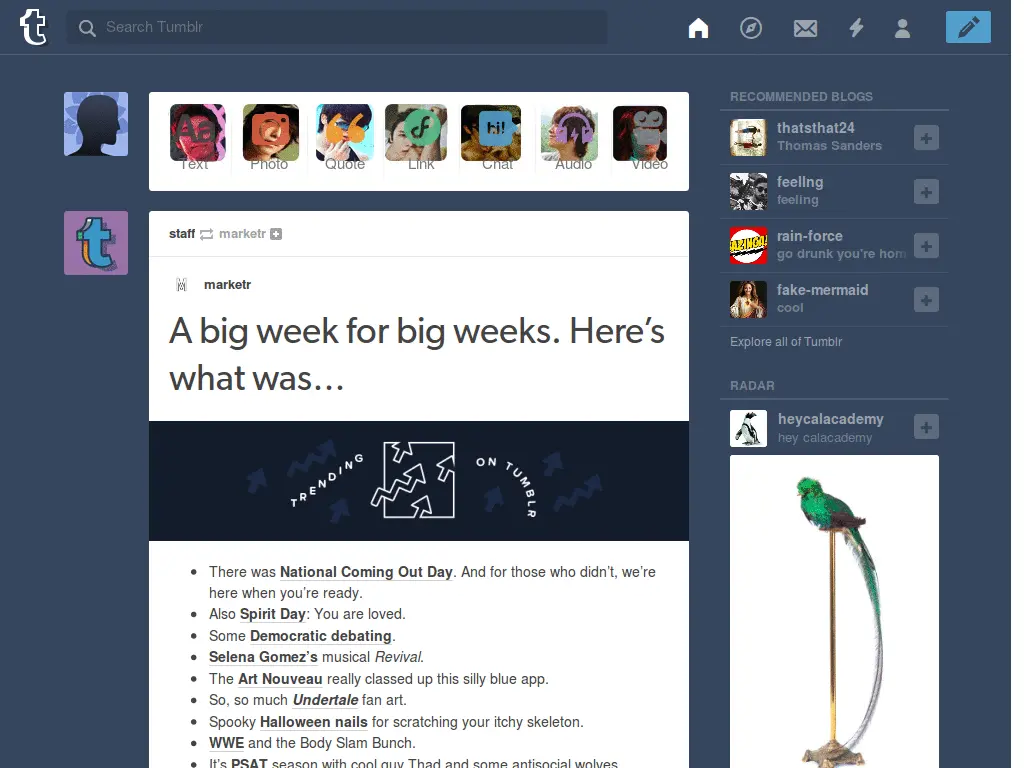 Search Tumblr
hi!
Text Photo Quote Link Chat Audio Video
staff marketr
marketr
A big week for big weeks. Here’s
what was…
TRENDING ON TUMBLR
There was National Coming Out Day. And for those who didn’t, we’re
here when you’re ready.
Also Spirit Day: You are loved.
Some Democratic debating.
Selena Gomez’s musical Revival.
The Art Nouveau really classed up this silly blue app.
So, so much Undertale fan art.
Spooky Halloween nails for scratching your itchy skeleton.
WWE and the Body Slam Bunch.
It’s PSAT season with cool guy Thad and some antisocial wolves.
RECOMMENDED BLOGS
thatsthat24
Thomas Sanders
feellng
feeling
rain-force
go drunk you’re hom
BAZINGA!
fake-mermaid
cool
Explore all of Tumblr
RADAR
heycalacademy
hey calacademy